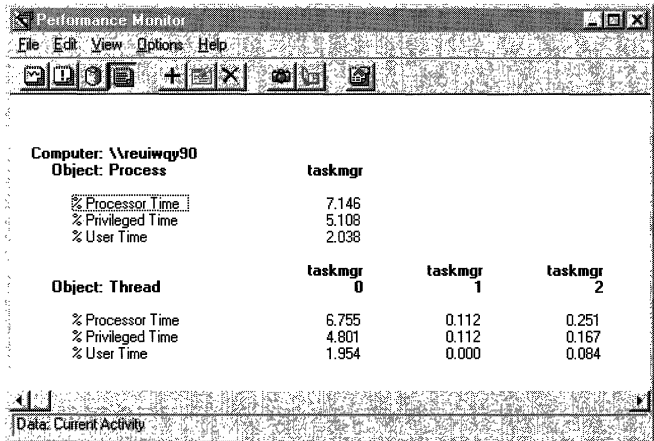 Performance Monitor
File Edit View Options Help
Computer: \\reuiwqy90
Object: Process taskmgr
% Processor Time 7.146
% Privileged Time 5.108
% User Time 2.038
taskmgr taskmgr taskmgr
Object: Thread 0 1 2
% Processor Time 6.755 0.112 0.251
% Privileged Time 4.801 0.112 0.167
% User Time 1.954 0.000 0.084
Data: Current Activity